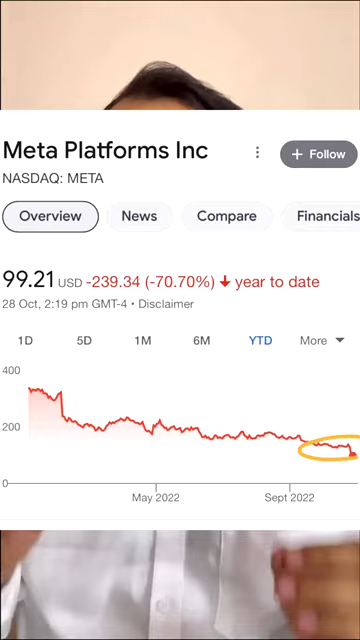 Meta Platforms Inc
+ Follow
NASDAQ: META
Overview News Compare Financials
99.21 USD -239.34 (-70.70%) ↓ year to date
28 Oct, 2:19 pm GMT-4 • Disclaimer
1D 5D 1M 6M YTD More
400
200
0
May 2022 Sept 2022